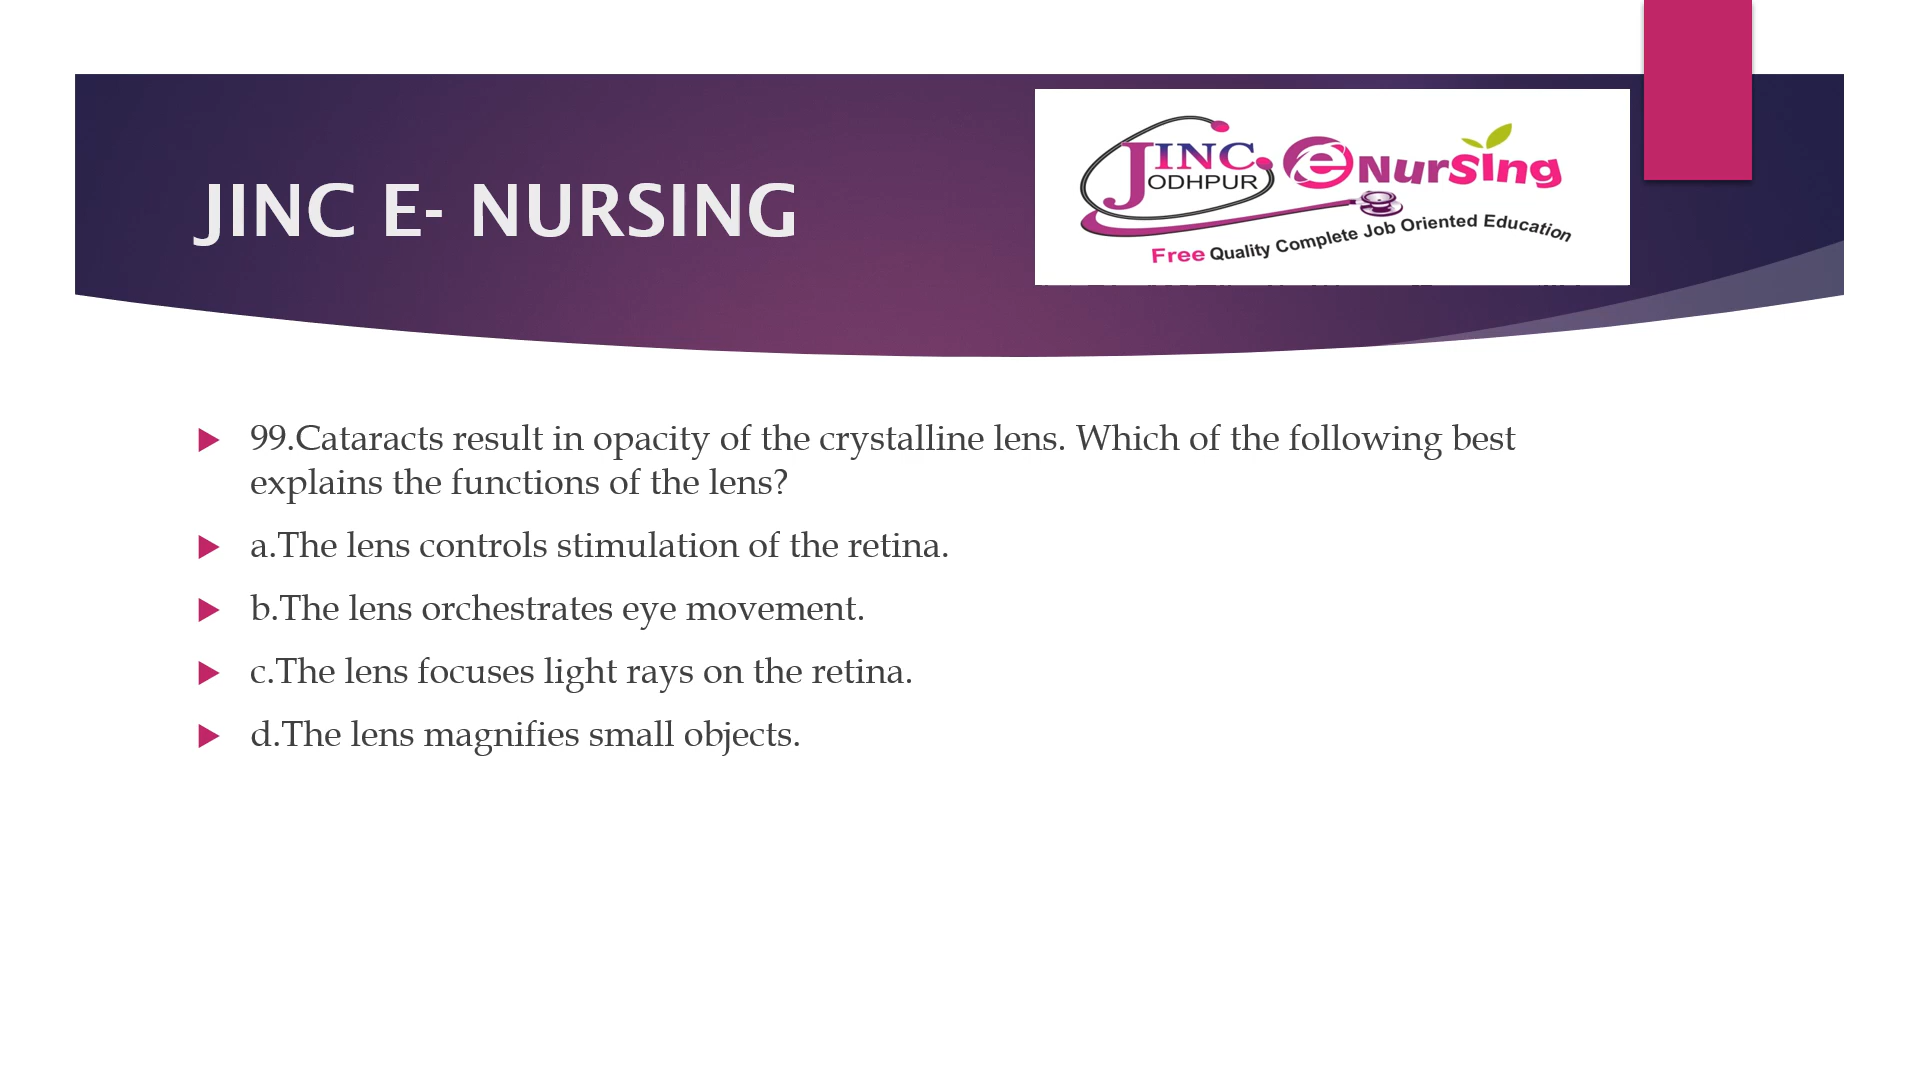 JINC E- NURSING
JINC eNursing
JODHPUR
Free Quality Complete Job Oriented Education
99.Cataracts result in opacity of the crystalline lens. Which of the following best
explains the functions of the lens?
a.The lens controls stimulation of the retina.
b.The lens orchestrates eye movement.
c.The lens focuses light rays on the retina.
d.The lens magnifies small objects.